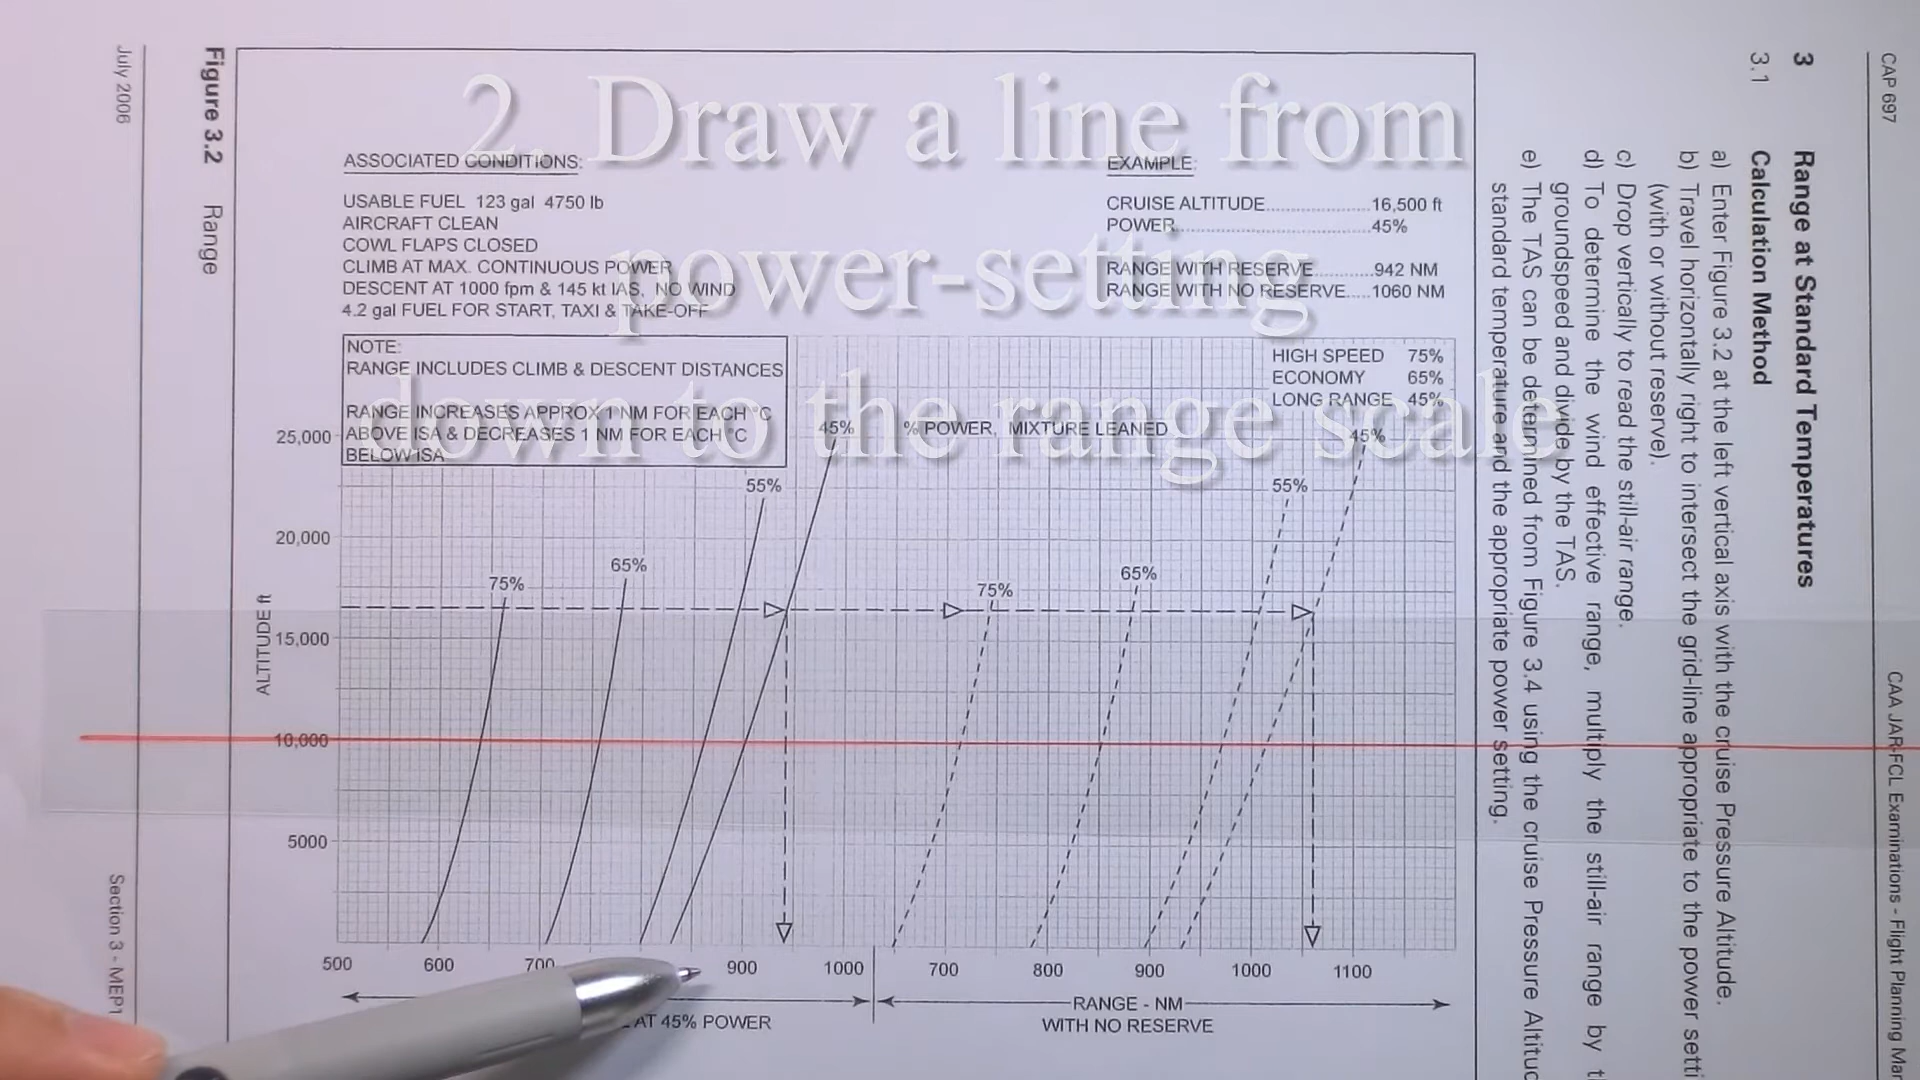 2. Draw a line from
power-setting
down to the range scale
ASSOCIATED CONDITIONS:
USABLE FUEL 123 gal 4750 lb
AIRCRAFT CLEAN
COWL FLAPS CLOSED
CLIMB AT MAX. CONTINUOUS POWER
DESCENT AT 1000 fpm & 145 kt IAS, NO WIND
4.2 gal FUEL FOR START, TAXI & TAKE-OFF
EXAMPLE:
CRUISE ALTITUDE....................16,500 ft
POWER.....................................45%
RANGE WITH RESERVE...........942 NM
RANGE WITH NO RESERVE.....1060 NM
NOTE:
RANGE INCLUDES CLIMB & DESCENT DISTANCES
RANGE INCREASES APPROX 1 NM FOR EACH °C
ABOVE ISA & DECREASES 1 NM FOR EACH °C
BELOW ISA
HIGH SPEED 75%
ECONOMY 65%
LONG RANGE 45%
45% % POWER, MIXTURE LEANED 45%
55% 55%
75% 65% 75% 65%
25,000
20,000
15,000
10,000
5000
ALTITUDE ft
500 600 700 900 1000 700 800 900 1000 1100
AT 45% POWER
RANGE - NM
WITH NO RESERVE
CAP 697
CAA JAR-FCL Examinations - Flight Planning
3 Range at Standard Temperatures
3.1 Calculation Method
a) Enter Figure 3.2 at the left vertical axis with the cruise Pressure Altitude.
b) Travel horizontally right to intersect the grid-line appropriate to the power
(with or without reserve).
c) Drop vertically to read the still-air range.
d) To determine the wind effective range, multiply the still-air range by
groundspeed and divide by the TAS.
e) The TAS can be determined from Figure 3.4 using the cruise Pressure
standard temperature and the appropriate power setting.
Figure 3.2 Range
July 2006
Section 3 - MEP1